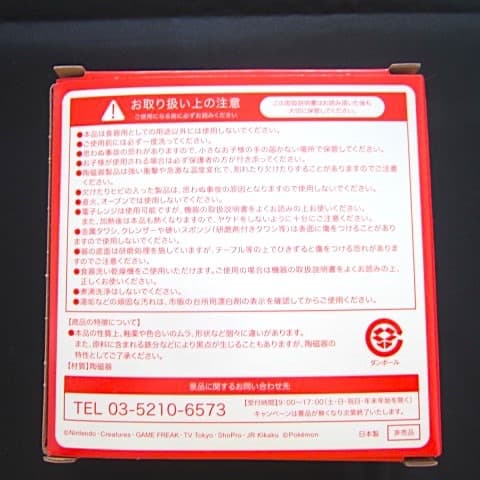 お取り扱い上の注意
ご使用になる前に必ずお読みください
この取扱説明書はお読み頂いた後も
大切に保管してください。
●本品は食器用としての用途以外には使用しないでください。
●ご使用前には必ず一度洗ってください。
●思わぬ事故の恐れがありますので、小さなお子様の手の届かない場所で保管してください。
●お子様が使用される場合は必ず保護者の方が付き添ってください。
●陶磁器製品は強い衝撃や急激な温度変化で、割れたり欠けたりすることがありますのでご注意
ください。
●欠けたりヒビの入った製品は、思わぬ事故の原因となりますので使用しないでください。
●直火、オーブンでは使用しないでください。
●電子レンジは使用可能ですが、機器の取扱説明書をよくお読みの上お使いください。
また、加熱後は本品も熱くなりますので、ヤケドをしないように十分にご注意ください。
●金属タワシ、クレンザーや硬いスポンジ(研磨剤付きタワシ等)は表面に傷をつけることがあり
ますので使用しないでください。
●器の底面は研磨処理を施していますが、テーブル等の上でひきずると傷をつける恐れがありま
すのでご注意ください。
●食器洗い乾燥機をご使用いただけます。ご使用の場合は機器の取扱説明書をよくお読みの上、
正しくお使いください。
●煮沸洗浄はしないでください。
●湯垢などの頑固な汚れは、市販の台所用漂白剤の表示を確認してからご使用ください。
【商品の特徴について】
●本品の性質上、釉薬や色合いのムラ、形状など個々に違いがあります。
また、原料に含まれる鉄分などにより黒点が生じることもありますが、陶磁器の
特性としてご了承ください。
【材質】陶磁器
ダンボール
景品に関するお問い合わせ先
TEL 03-5210-6573
【受付時間】9:00～17:00(土・日・祝日・年末年始を除く)
キャンペーンは景品が無くなり次第終了いたします。
©Nintendo・Creatures・GAME FREAK・TV Tokyo・ShoPro・JR Kikaku ©Pokémon
日本製
非売品